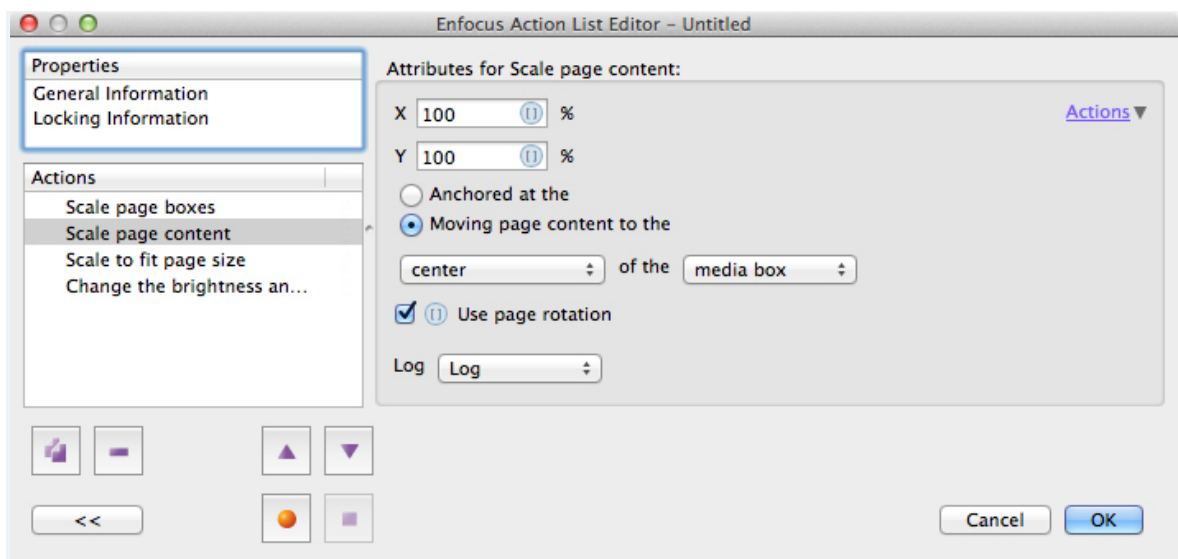 Enfocus Action List Editor – Untitled
Properties
General Information
Locking Information
Actions
Scale page boxes
Scale page content
Scale to fit page size
Change the brightness an...
<<
Attributes for Scale page content:
X 100 [] %
Actions▼
Y 100 [] %
Anchored at the
Moving page content to the
center of the media box
[] Use page rotation
Log Log
Cancel OK